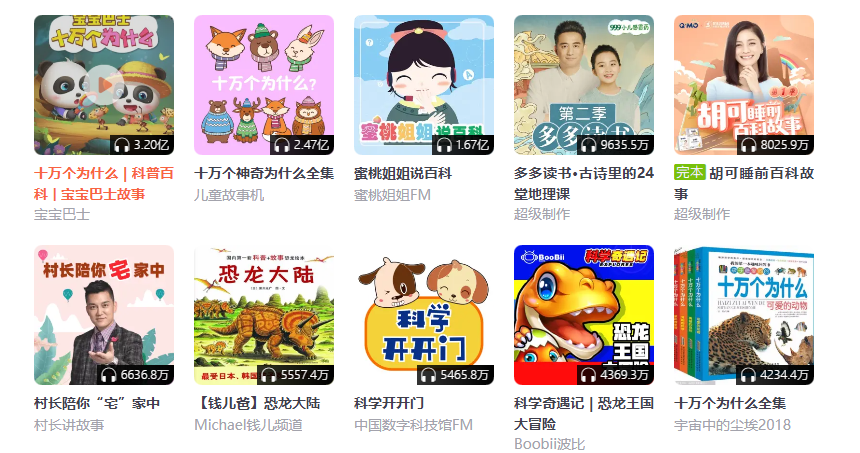 宝宝巴士
十万个为什么
3.20亿
十万个为什么 | 科普百
科 | 宝宝巴士故事
宝宝巴士
十万个为什么?
2.47亿
十万个神奇为什么全集
儿童故事机
蜜桃姐姐说百科
1.67亿
蜜桃姐姐说百科
蜜桃姐姐FM
999小儿感冒药
第二季
多多读书
9635.5万
多多读书·古诗里的24
堂地理课
超级制作
第1季
胡可睡前
百科故事
8025.9万
完本 胡可睡前百科故
事
超级制作
村长陪你宅家中
6636.8万
村长陪你“宅”家中
村长讲故事
恐龙大陆
最受日本、韩国
5557.4万
【钱儿爸】恐龙大陆
Michael钱儿频道
科学
开开门
5465.8万
科学开开门
中国数字科技馆FM
BooBii
科学奇遇记
恐龙
王国
4369.3万
科学奇遇记 | 恐龙王国
大冒险
Boobii波比
十万个为什么
可爱的动物
4234.4万
十万个为什么全集
宇宙中的尘埃2018